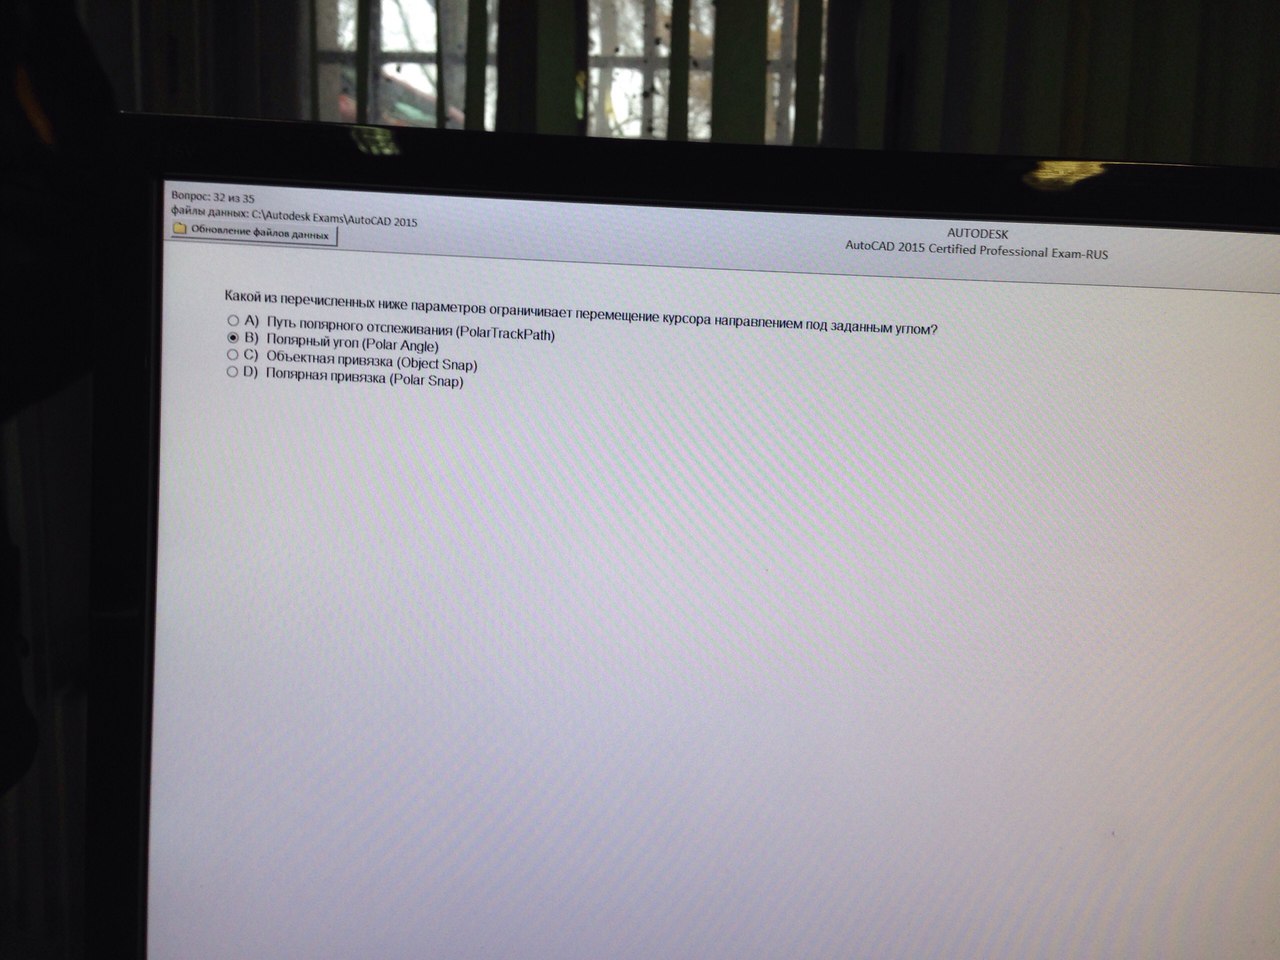 Вопрос: 32 из 35
файлы данных: C:\Autodesk Exams\AutoCAD 2015
Обновление файлов данных
AUTODESK
AutoCAD 2015 Certified Professional Exam-RUS
Какой из перечисленных ниже параметров ограничивает перемещение курсора направлением под заданным углом?
A) Путь полярного отслеживания (PolarTrackPath)
B) Полярный угол (Polar Angle)
C) Объектная привязка (Object Snap)
D) Полярная привязка (Polar Snap)